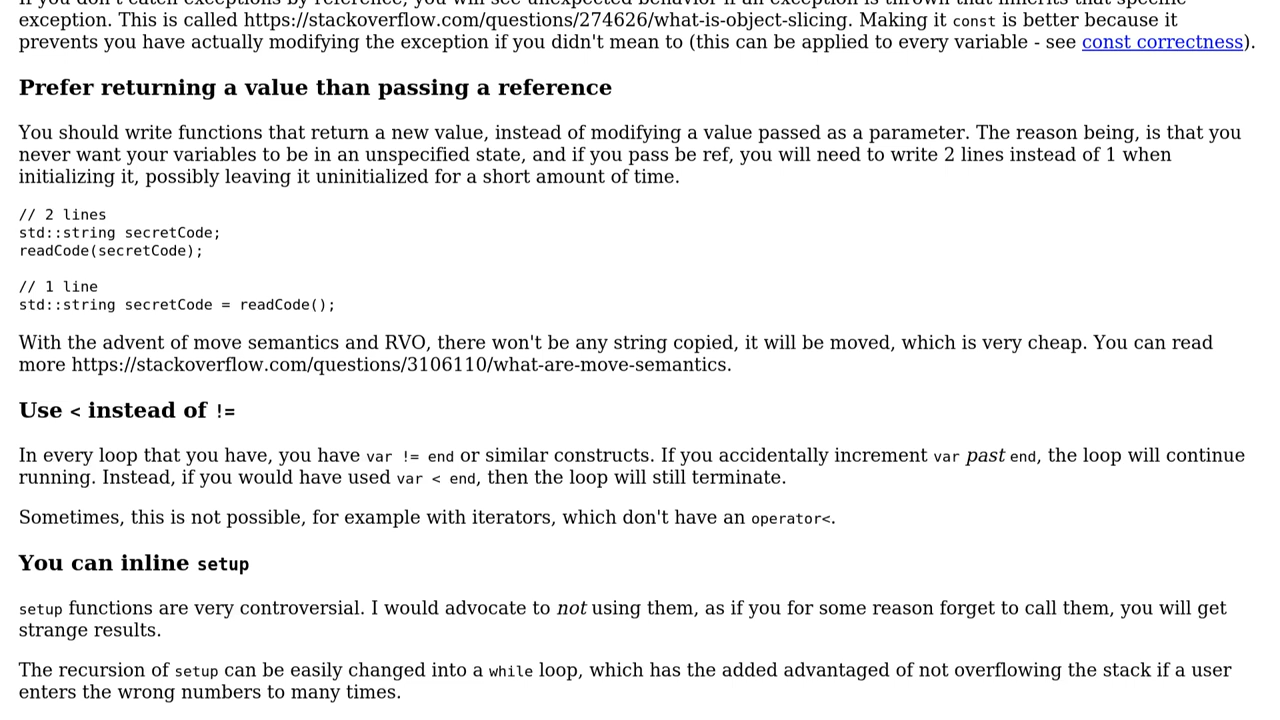 If you don't catch exceptions by reference, you will see unexpected behavior if an exception is thrown that inherits that specific
exception. This is called https://stackoverflow.com/questions/274626/what-is-object-slicing. Making it const is better because it
prevents you have actually modifying the exception if you didn't mean to (this can be applied to every variable - see const correctness).
Prefer returning a value than passing a reference
You should write functions that return a new value, instead of modifying a value passed as a parameter. The reason being, is that you
never want your variables to be in an unspecified state, and if you pass be ref, you will need to write 2 lines instead of 1 when
initializing it, possibly leaving it uninitialized for a short amount of time.
// 2 lines
std::string secretCode;
readCode(secretCode);
// 1 line
std::string secretCode = readCode();
With the advent of move semantics and RVO, there won't be any string copied, it will be moved, which is very cheap. You can read
more https://stackoverflow.com/questions/3106110/what-are-move-semantics.
Use < instead of !=
In every loop that you have, you have var != end or similar constructs. If you accidentally increment var past end, the loop will continue
running. Instead, if you would have used var < end, then the loop will still terminate.
Sometimes, this is not possible, for example with iterators, which don't have an operator<.
You can inline setup
setup functions are very controversial. I would advocate to not using them, as if you for some reason forget to call them, you will get
strange results.
The recursion of setup can be easily changed into a while loop, which has the added advantaged of not overflowing the stack if a user
enters the wrong numbers to many times.